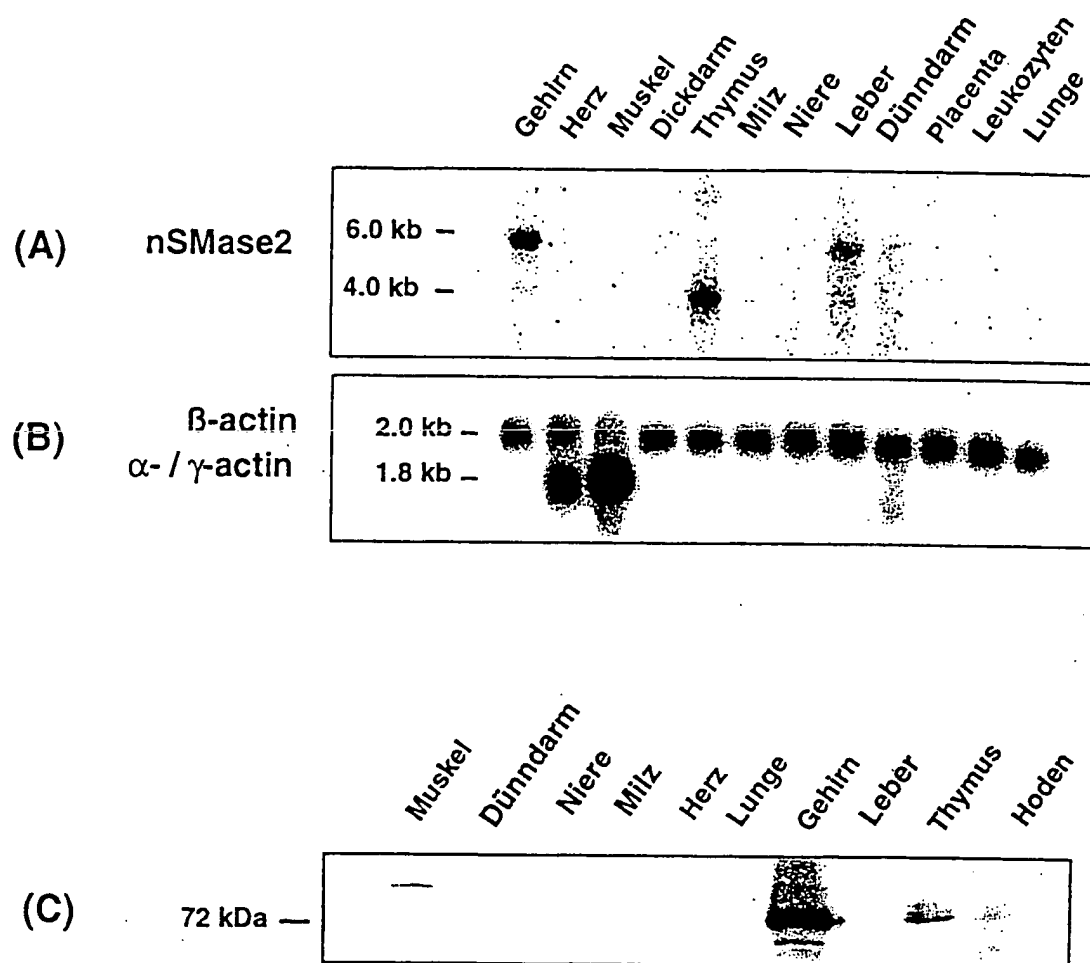 Gehirn Herz Muskel Dickdarm Thymus Milz Niere Leber Dünndarm Placenta Leukozyten Lunge
(A) nSMase2
6.0 kb –
4.0 kb –
(B) ß-actin 2.0 kb –
α- / γ-actin 1.8 kb –
Muskel Dünndarm Niere Milz Herz Lunge Gehirn Leber Thymus Hoden
(C) 72 kDa —